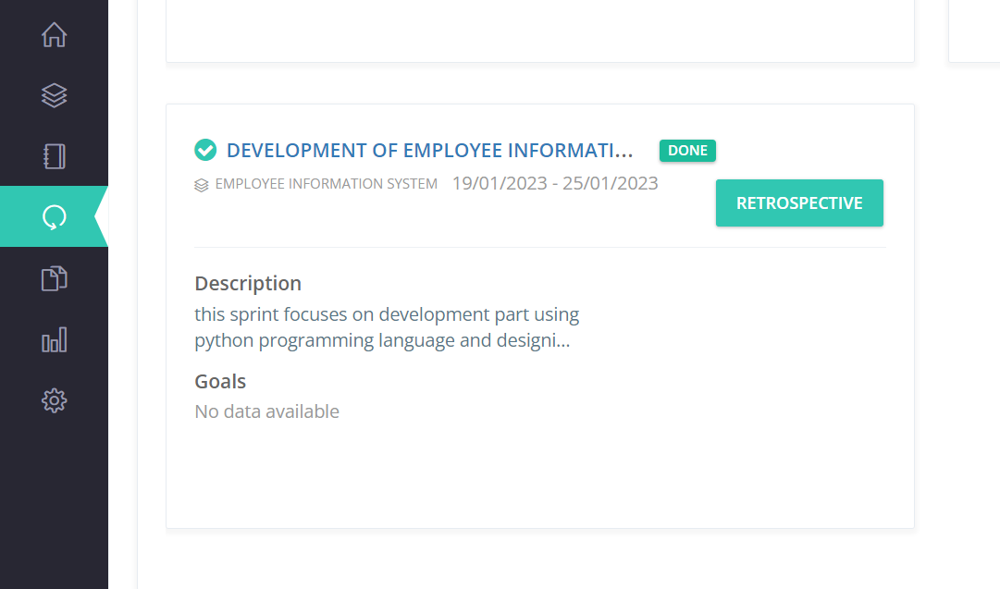 DEVELOPMENT OF EMPLOYEE INFORMATI...
DONE
EMPLOYEE INFORMATION SYSTEM 19/01/2023 - 25/01/2023
RETROSPECTIVE
Description
this sprint focuses on development part using
python programming language and designi...
Goals
No data available